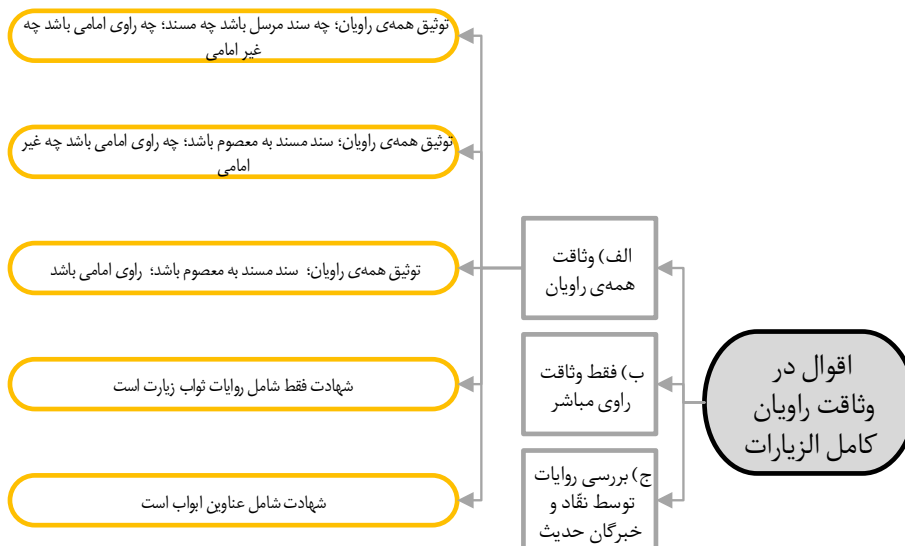 اقوال در
وثاقت راویان
کامل الزیارات
الف) وثاقت
همه‌ی راویان
توثیق همه‌ی راویان؛ چه سند مرسل باشد چه مسند؛ چه راوی امامی باشد چه
غیر امامی
توثیق همه‌ی راویان؛ سند مسند به معصوم باشد؛ چه راوی امامی باشد چه غیر
امامی
توثیق همه‌ی راویان؛ سند مسند به معصوم باشد؛ راوی امامی باشد
شهادت فقط شامل روایات ثواب زیارت است
شهادت شامل عناوین ابواب است
ب) فقط وثاقت
راوی مباشر
ج) بررسی روایات
توسط نقّاد و
خبرگان حدیث